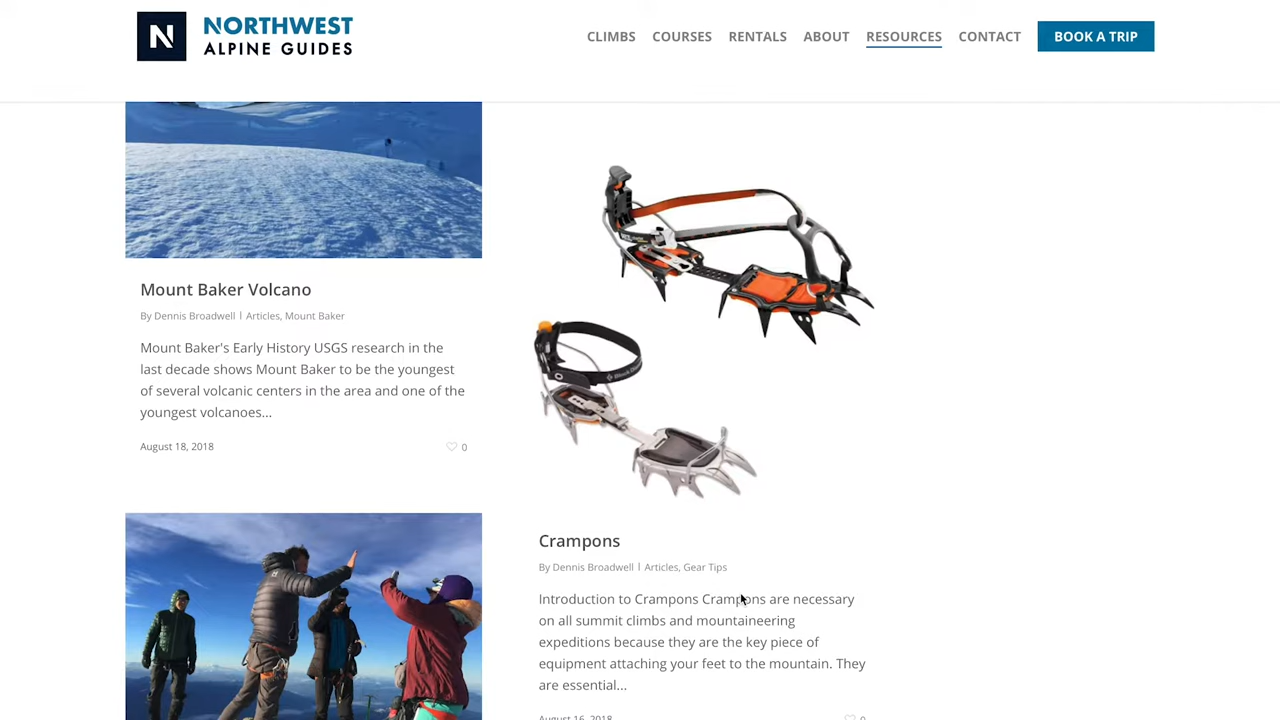 N
NORTHWEST
ALPINE GUIDES
CLIMBS COURSES RENTALS ABOUT RESOURCES CONTACT BOOK A TRIP
Mount Baker Volcano
By Dennis Broadwell | Articles, Mount Baker
Mount Baker's Early History USGS research in the
last decade shows Mount Baker to be the youngest
of several volcanic centers in the area and one of the
youngest volcanoes...
August 18, 2018 0
Crampons
By Dennis Broadwell | Articles, Gear Tips
Introduction to Crampons Crampons are necessary
on all summit climbs and mountaineering
expeditions because they are the key piece of
equipment attaching your feet to the mountain. They
are essential...
August 16, 2018 0